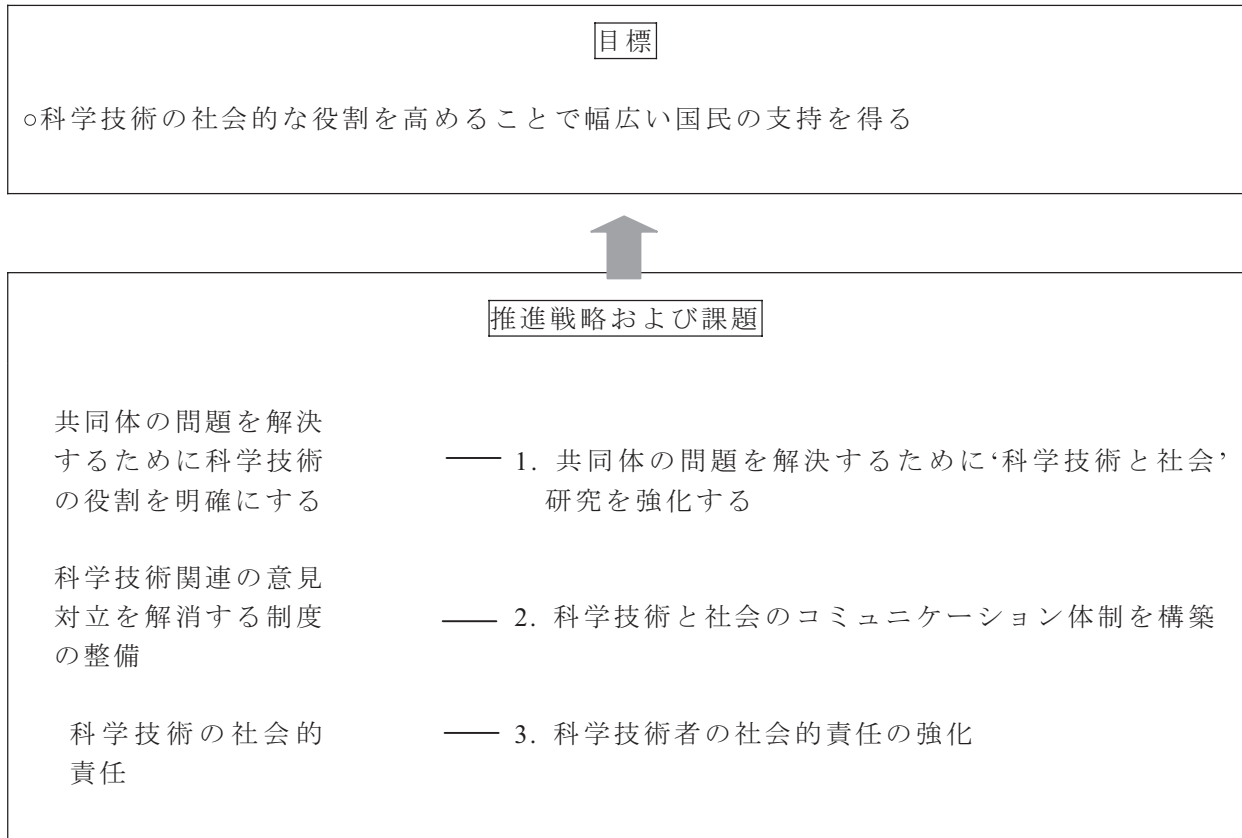 目標
○科学技術の社会的な役割を高めることで幅広い国民の支持を得る
推進戦略および課題
共同体の問題を解決
するために科学技術
の役割を明確にする
1. 共同体の問題を解決するために‘科学技術と社会’
研究を強化する
科学技術関連の意見
対立を解消する制度
の整備
2. 科学技術と社会のコミュニケーション体制を構築
科学技術の社会的
責任
3. 科学技術者の社会的責任の強化